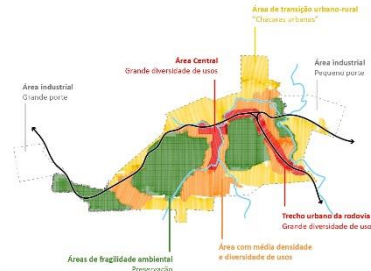 Área de transição urbano-rural
"Chácaras urbanas"
Área Central
Grande diversidade de usos
Área industrial
Pequeno porte
Área industrial
Grande porte
Trecho urbano da rodovia
Grande diversidade de usos
Áreas de fragilidade ambiental
Preservação
Área com média densidade
e diversidade de usos